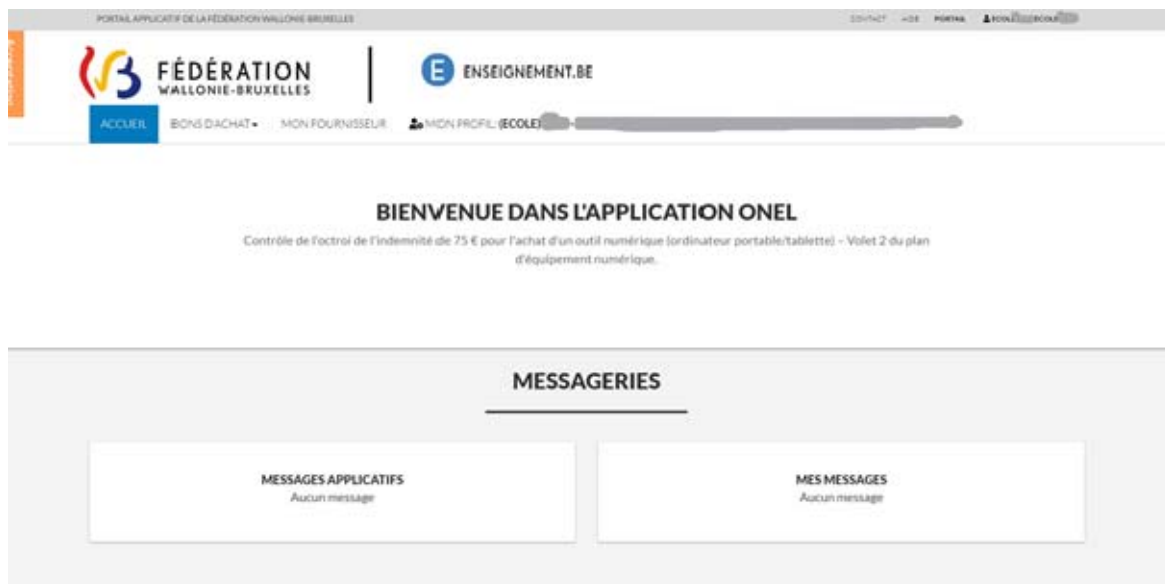 PORTAIL APPLICATIF DE LA FÉDÉRATION WALLONIE-BRUXELLES
CONTACT AIDE PORTAIL
FÉDÉRATION
WALLONIE-BRUXELLES
E ENSEIGNEMENT.BE
ACCUEIL BONS D'ACHAT MON FOURNISSEUR MON PROFIL: (ECOLE)
BIENVENUE DANS L'APPLICATION ONEL
Contrôle de l'octroi de l'indemnité de 75 € pour l'achat d'un outil numérique (ordinateur portable/tablette) – Volet 2 du plan
d'équipement numérique.
MESSAGERIES
MESSAGES APPLICATIFS
Aucun message
MES MESSAGES
Aucun message